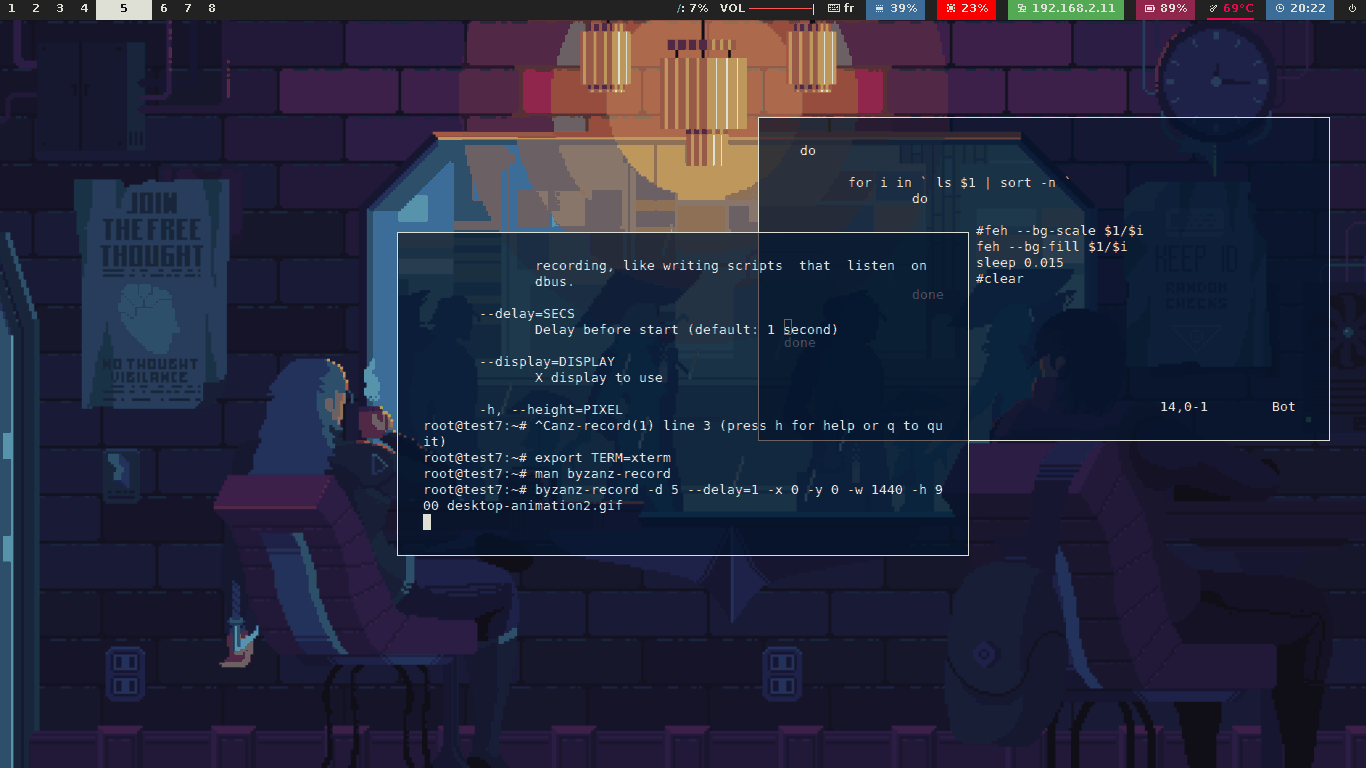 1 2 3 4 5 6 7 8 /: 7% VOL fr 39% 23% 192.168.2.11 89% 69°C 20:22
JOIN
THE FREE
THOUGHT
NO THOUGHT
VIGILANCE
do
for i in ` ls $1 | sort -n `
do
#feh --bg-scale $1/$i
feh --bg-fill $1/$i
sleep 0.015
#clear
done
done
14,0-1 Bot
recording, like writing scripts that listen on
dbus.
--delay=SECS
Delay before start (default: 1 second)
--display=DISPLAY
X display to use
-h, --height=PIXEL
root@test7:~# ^Canz-record(1) line 3 (press h for help or q to qu
it)
root@test7:~# export TERM=xterm
root@test7:~# man byzanz-record
root@test7:~# byzanz-record -d 5 --delay=1 -x 0 -y 0 -w 1440 -h 9
00 desktop-animation2.gif
KEEP ID
RANDOM
CHECKS